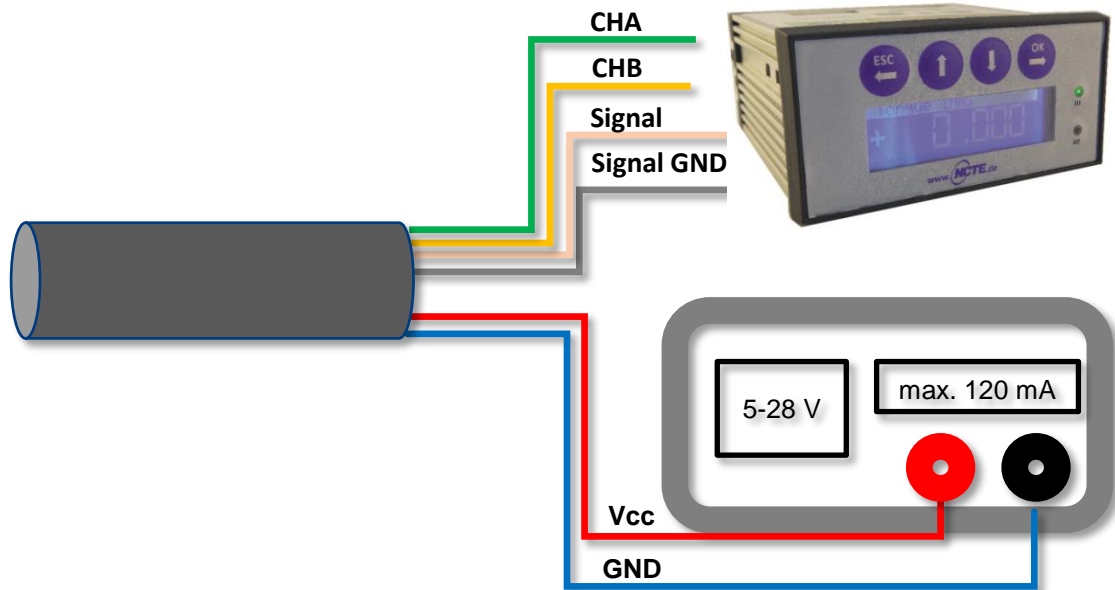 CHA
CHB
Signal
Signal GND
ESC
OK
0.000
www.NCTE.de
5-28 V
max. 120 mA
Vcc
GND